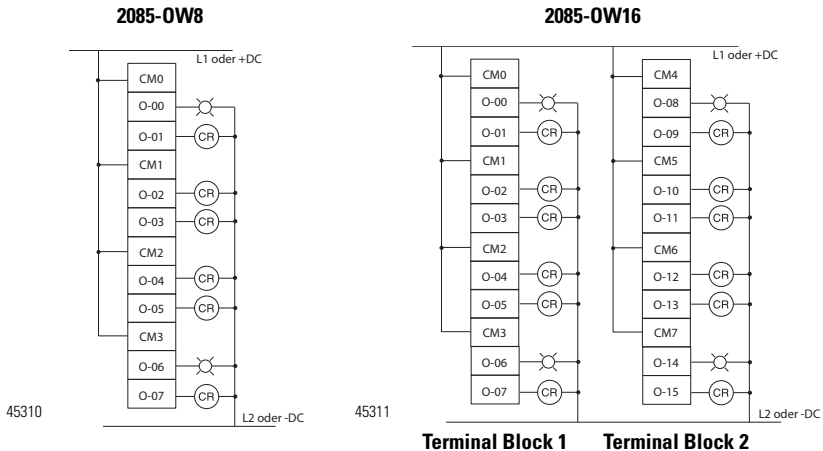 2085-OW8
L1 oder +DC
CM0
O-00
O-01
CR
CM1
O-02
CR
O-03
CR
CM2
O-04
CR
O-05
CR
CM3
O-06
O-07
CR
L2 oder -DC
45310
2085-OW16
L1 oder +DC
CM0
O-00
O-01
CR
CM1
O-02
CR
O-03
CR
CM2
O-04
CR
O-05
CR
CM3
O-06
O-07
CR
CM4
O-08
O-09
CR
CM5
O-10
CR
O-11
CR
CM6
O-12
CR
O-13
CR
CM7
O-14
O-15
CR
L2 oder -DC
45311
Terminal Block 1
Terminal Block 2